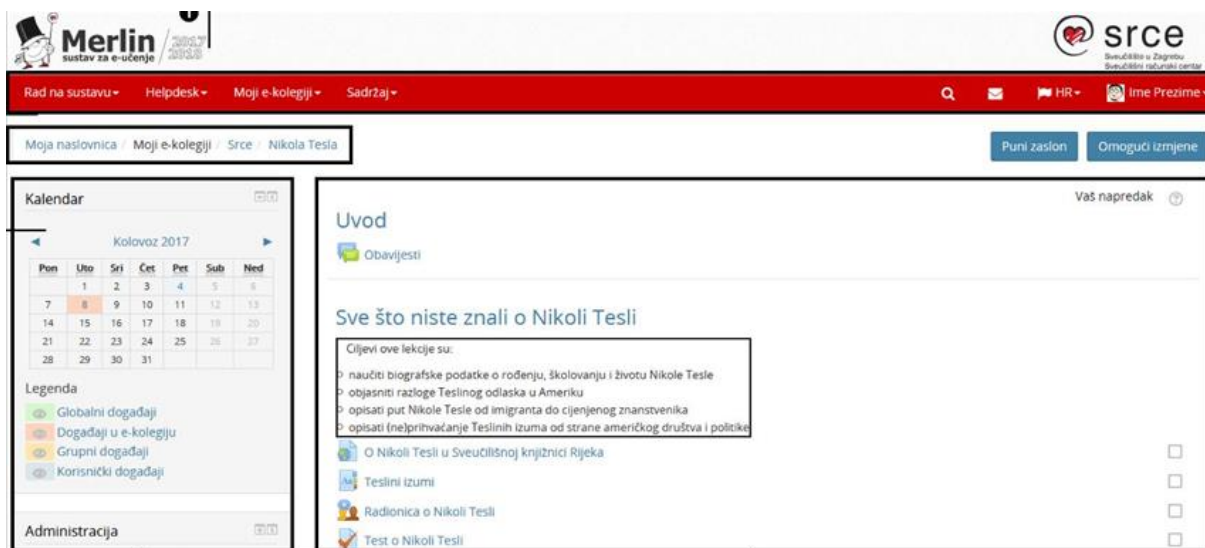 Merlin 2017
sustav za e-učenje 2018
srce
Sveučilište u Zagrebu
Sveučilišni računski centar
Rad na sustavu Helpdesk Moji e-kolegiji Sadržaj HR Ime Prezime
Moja naslovnica / Moji e-kolegiji / Srce / Nikola Tesla
Puni zaslon Omogući izmjene
Kalendar
Kolovoz 2017
Pon Uto Sri Čet Pet Sub Ned
1 2 3 4 5 6
7 8 9 10 11 12 13
14 15 16 17 18 19 20
21 22 23 24 25 26 27
28 29 30 31
Legenda
Globalni događaji
Događaji u e-kolegiju
Grupni događaji
Korisnički događaji
Administracija
Vaš napredak
Uvod
Obavijesti
Sve što niste znali o Nikoli Tesli
Ciljevi ove lekcije su:
naučiti biografske podatke o rođenju, školovanju i životu Nikole Tesle
objasniti razloge Teslinog odlaska u Ameriku
opisati put Nikole Tesle od imigranta do cijenjenog znanstvenika
opisati (ne)prihvaćanje Teslinih izuma od strane američkog društva i politike
O Nikoli Tesli u Sveučilišnoj knjižnici Rijeka
Teslini izumi
Radionica o Nikoli Tesli
Test o Nikoli Tesli